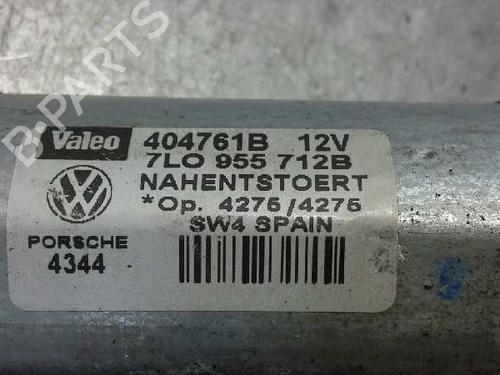 B-PARTS
Valeo 404761B 12V
7L0 955 712B
NAHENTSTOERT
*Op. 4275/4275
SW4 SPAIN
PORSCHE
4344